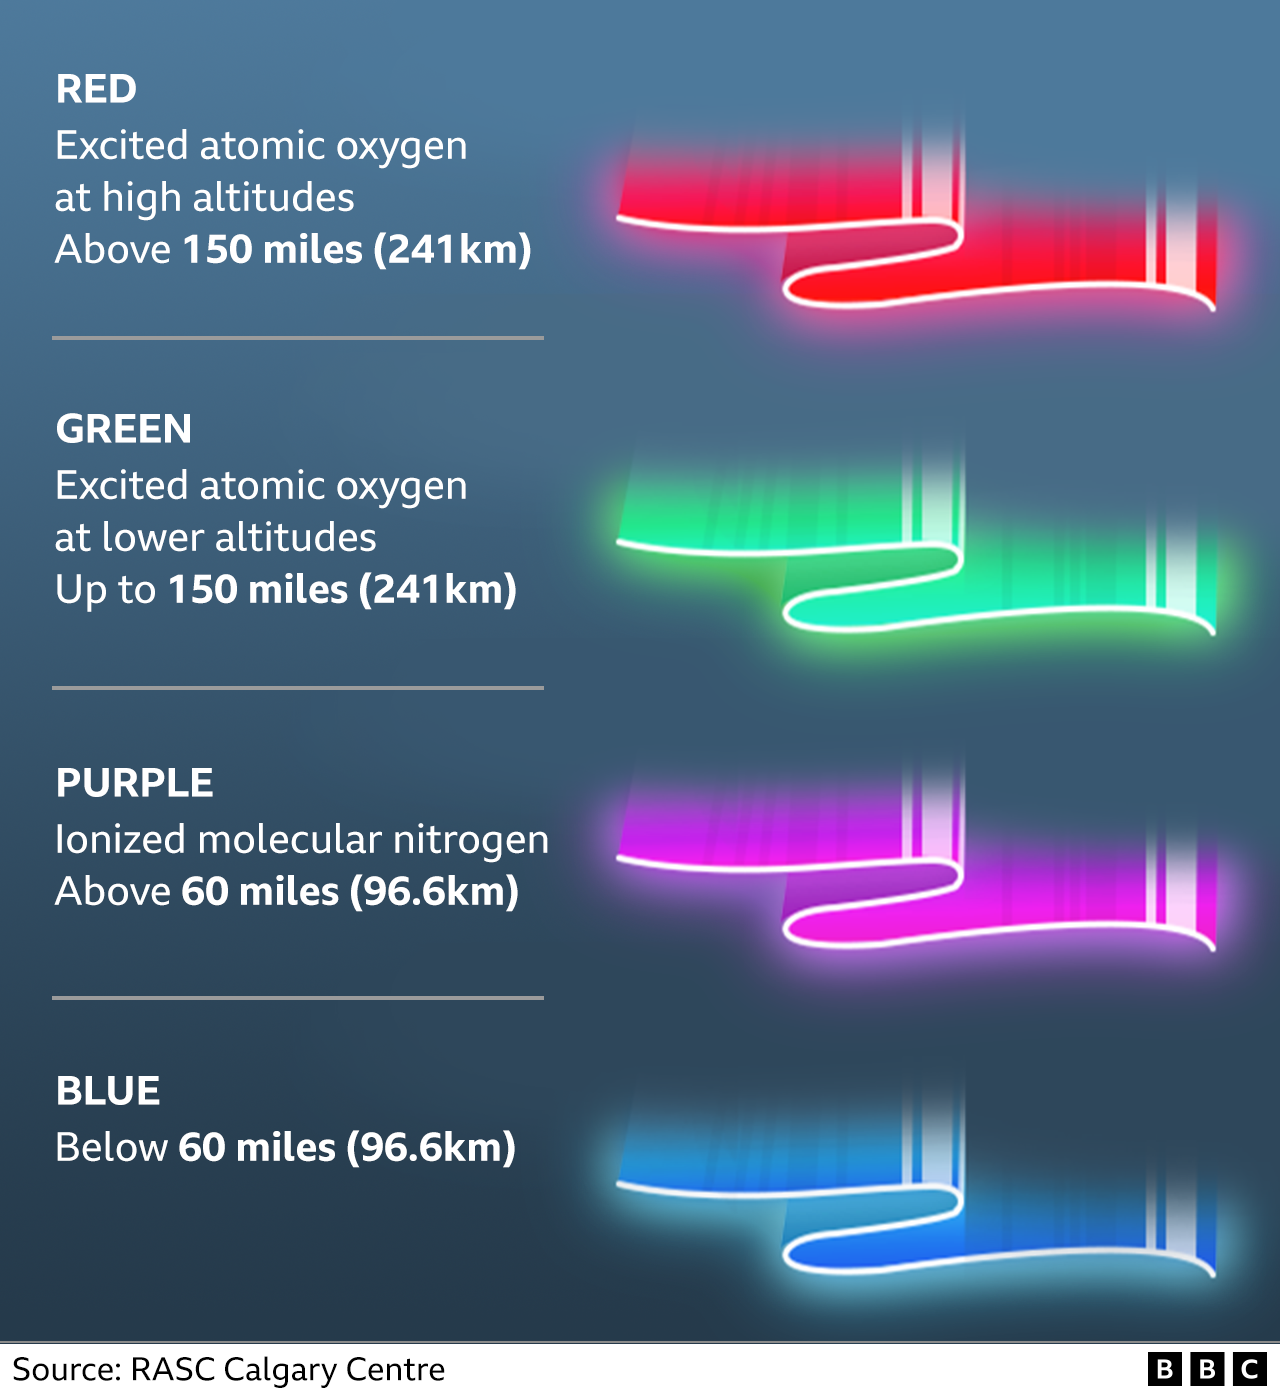 RED
Excited atomic oxygen
at high altitudes
Above 150 miles (241km)
GREEN
Excited atomic oxygen
at lower altitudes
Up to 150 miles (241km)
PURPLE
Ionized molecular nitrogen
Above 60 miles (96.6km)
BLUE
Below 60 miles (96.6km)
Source: RASC Calgary Centre
BBC